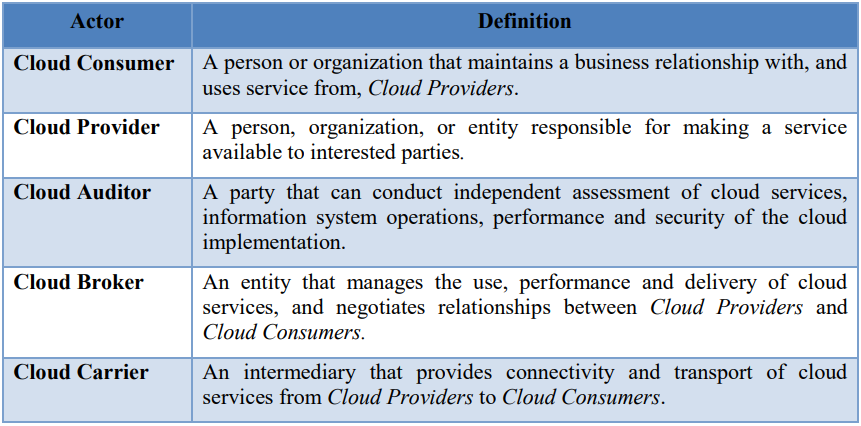 Actor Definition
Cloud Consumer A person or organization that maintains a business relationship with, and
uses service from, Cloud Providers.
Cloud Provider A person, organization, or entity responsible for making a service
available to interested parties.
Cloud Auditor A party that can conduct independent assessment of cloud services,
information system operations, performance and security of the cloud
implementation.
Cloud Broker An entity that manages the use, performance and delivery of cloud
services, and negotiates relationships between Cloud Providers and
Cloud Consumers.
Cloud Carrier An intermediary that provides connectivity and transport of cloud
services from Cloud Providers to Cloud Consumers.